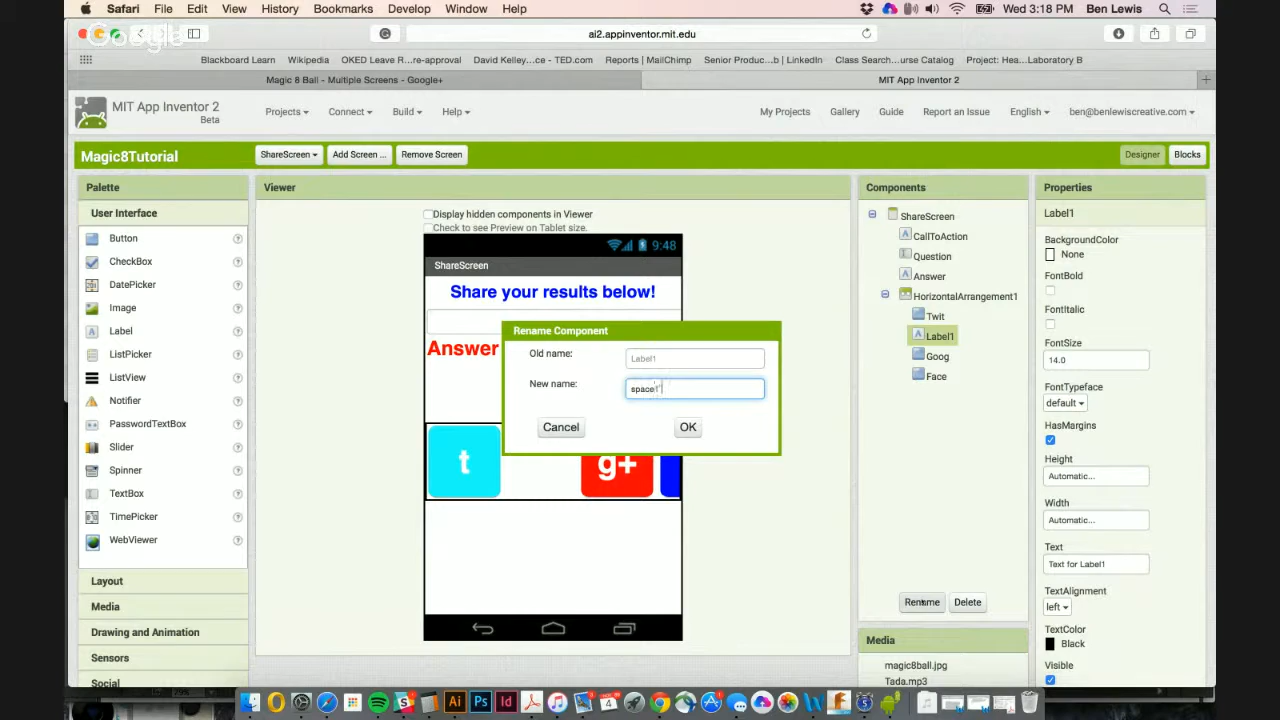 Safari File Edit View History Bookmarks Develop Window Help Wed 3:18 PM Ben Lewis
Google
ai2.appinventor.mit.edu
Blackboard Learn Wikipedia OKED Leave R...re-approval David Kelley...ce - TED.com Reports | MailChimp Senior Produc...b | LinkedIn Class Search...urse Catalog Project: Hea...Laboratory B
Magic 8 Ball - Multiple Screens - Google+ MIT App Inventor 2
MIT App Inventor 2
Beta
Projects Connect Build Help My Projects Gallery Guide Report an Issue English ben@benlewiscreative.com
Magic8Tutorial ShareScreen Add Screen ... Remove Screen Designer Blocks
Palette Viewer Components Properties
User Interface
Button
CheckBox
DatePicker
Image
Label
ListPicker
ListView
Notifier
PasswordTextBox
Slider
Spinner
TextBox
TimePicker
WebViewer
Layout
Media
Drawing and Animation
Sensors
Social
Display hidden components in Viewer
Check to see Preview on Tablet size.
9:48
ShareScreen
Share your results below!
Answer
t g+
Rename Component
Old name: Label1
New name:
Cancel OK
ShareScreen
CallToAction
Question
Answer
HorizontalArrangement1
Twit
Label1
Goog
Face
Rename Delete
Media
magic8ball.jpg
Tada.mp3
Label1
BackgroundColor
None
FontBold
FontItalic
FontSize
14.0
FontTypeface
default
HasMargins
Height
Automatic...
Width
Automatic...
Text
Text for Label1
TextAlignment
left
TextColor
Black
Visible
Ai Ps Id